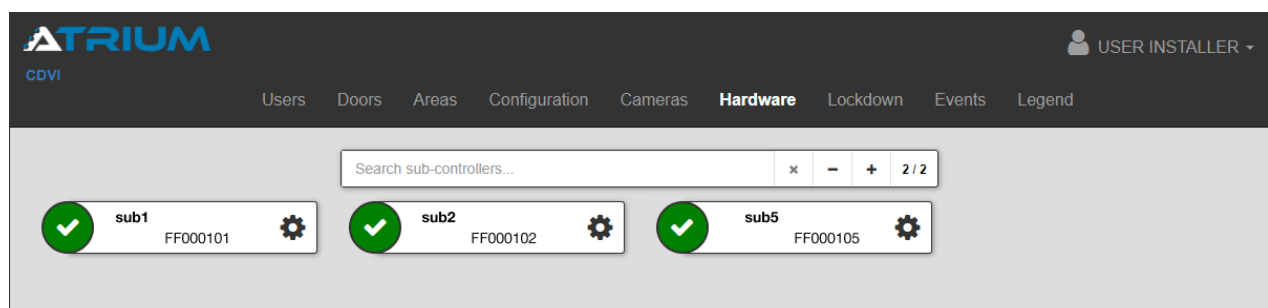 ATRIUM
CDVI
USER INSTALLER
Users Doors Areas Configuration Cameras Hardware Lockdown Events Legend
Search sub-controllers... × − + 2 / 2
sub1
FF000101
sub2
FF000102
sub5
FF000105